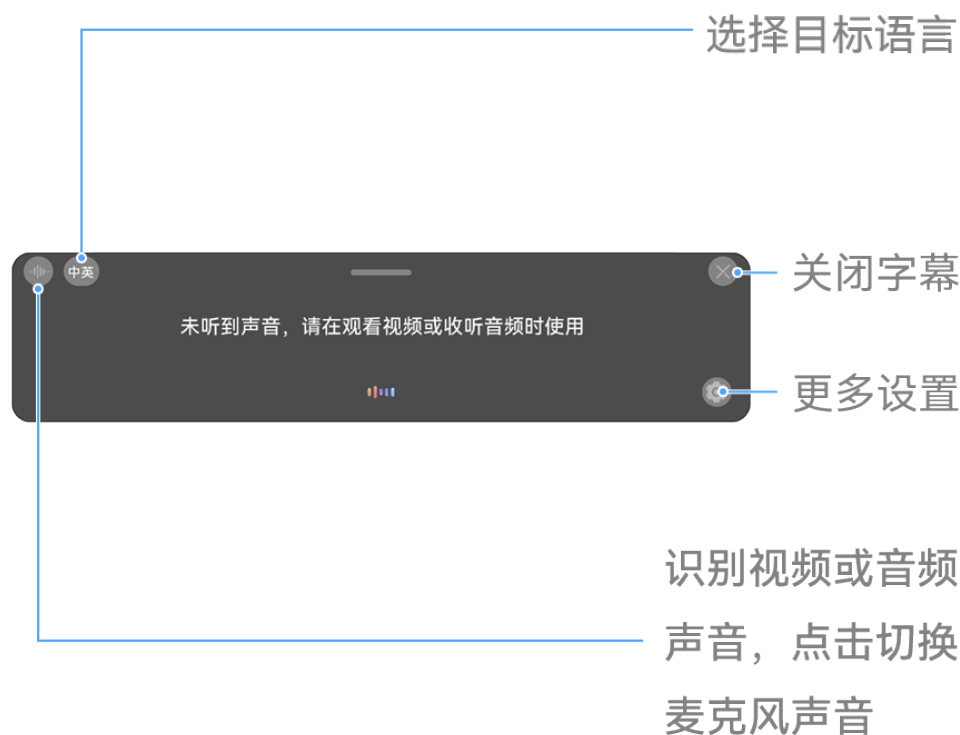 选择目标语言
中英
关闭字幕
未听到声音，请在观看视频或收听音频时使用
更多设置
识别视频或音频
声音，点击切换
麦克风声音